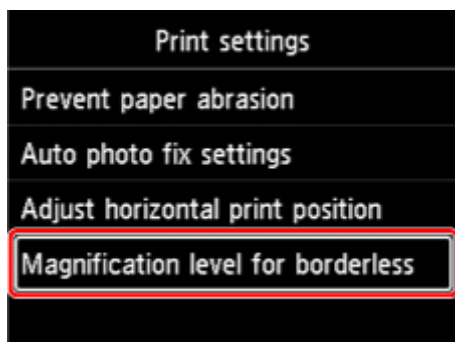 Print settings
Prevent paper abrasion
Auto photo fix settings
Adjust horizontal print position
Magnification level for borderless